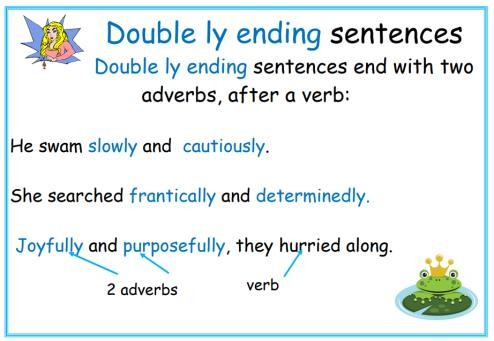 Double ly ending sentences
Double ly ending sentences end with two
adverbs, after a verb:
He swam slowly and cautiously.
She searched frantically and determinedly.
Joyfully and purposefully, they hurried along.
2 adverbs
verb